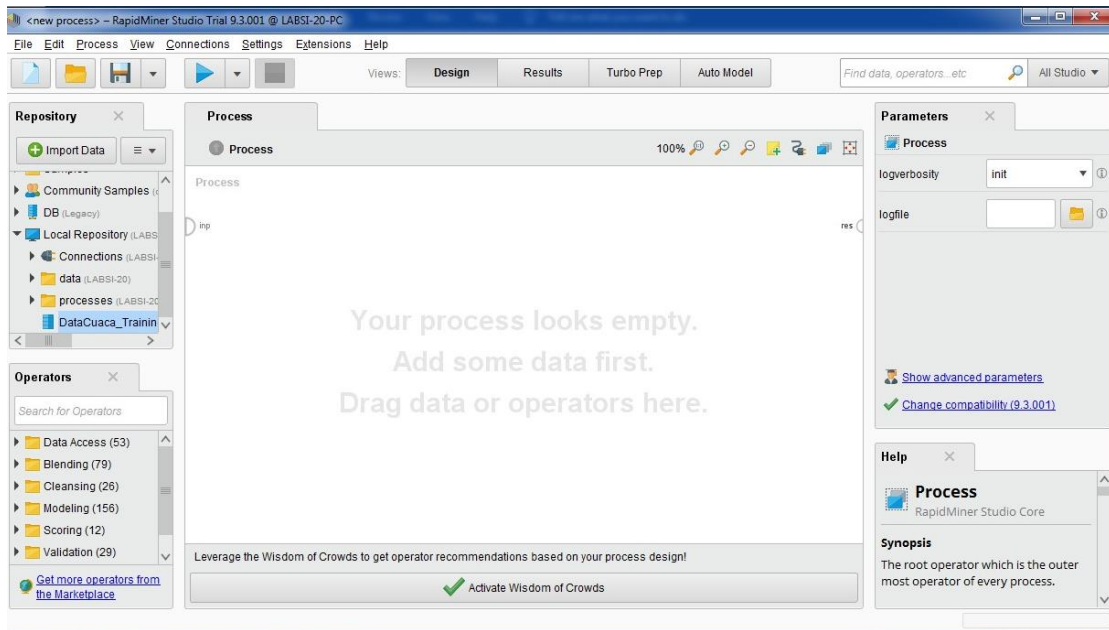 <new process> – RapidMiner Studio Trial 9.3.001 @ LABSI-20-PC
File Edit Process View Connections Settings Extensions Help
Views: Design Results Turbo Prep Auto Model
Find data, operators...etc
All Studio
Repository
Import Data
Community Samples
DB (Legacy)
Local Repository (LABS
Connections (LABSI-
data (LABSI-20)
processes (LABSI-20
DataCuaca_Trainin
Operators
Search for Operators
Data Access (53)
Blending (79)
Cleansing (26)
Modeling (156)
Scoring (12)
Validation (29)
Get more operators from
the Marketplace
Process
Process
100%
Process
inp
res
Your process looks empty.
Add some data first.
Drag data or operators here.
Leverage the Wisdom of Crowds to get operator recommendations based on your process design!
Activate Wisdom of Crowds
Parameters
Process
logverbosity init
logfile
Show advanced parameters
Change compatibility (9.3.001)
Help
Process
RapidMiner Studio Core
Synopsis
The root operator which is the outer
most operator of every process.